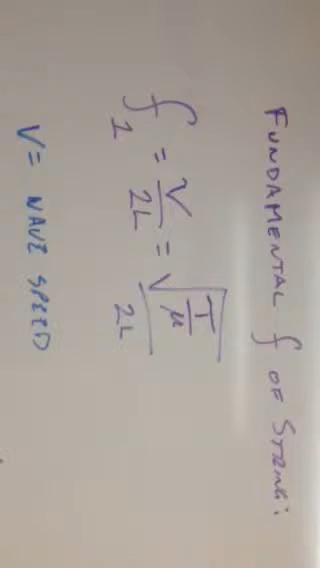 FUNDAMENTAL f OF STRING:
f₁ = V/2L = √(T/μ)/2L
V = WAVE SPEED